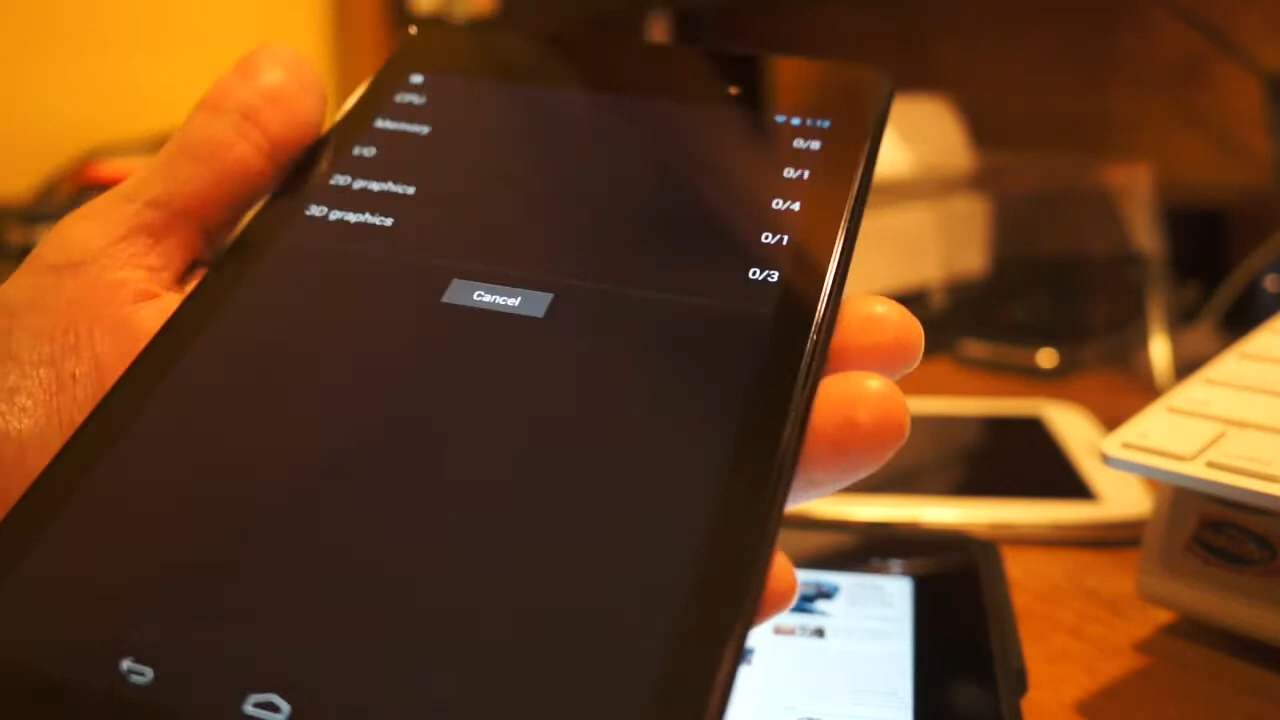 CPU 0/8
Memory 0/1
I/O 0/4
2D graphics 0/1
3D graphics 0/3
Cancel